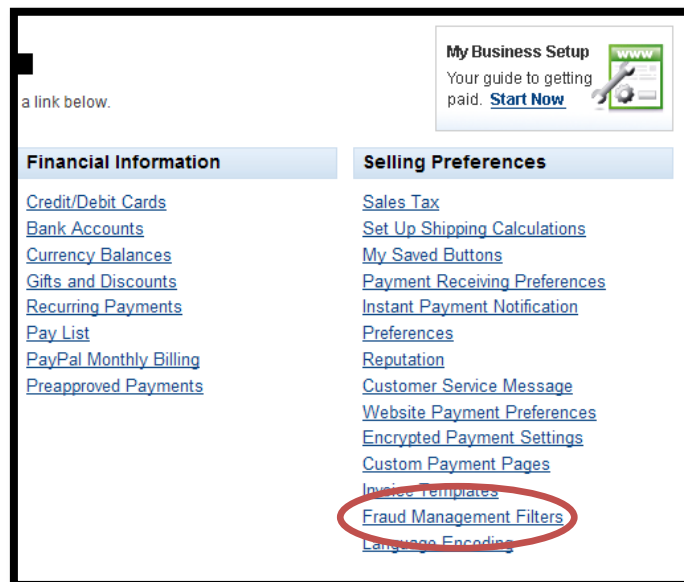 My Business Setup
Your guide to getting
paid. Start Now
www
a link below.
Financial Information
Credit/Debit Cards
Bank Accounts
Currency Balances
Gifts and Discounts
Recurring Payments
Pay List
PayPal Monthly Billing
Preapproved Payments
Selling Preferences
Sales Tax
Set Up Shipping Calculations
My Saved Buttons
Payment Receiving Preferences
Instant Payment Notification
Preferences
Reputation
Customer Service Message
Website Payment Preferences
Encrypted Payment Settings
Custom Payment Pages
Invoice Templates
Fraud Management Filters
Language Encoding